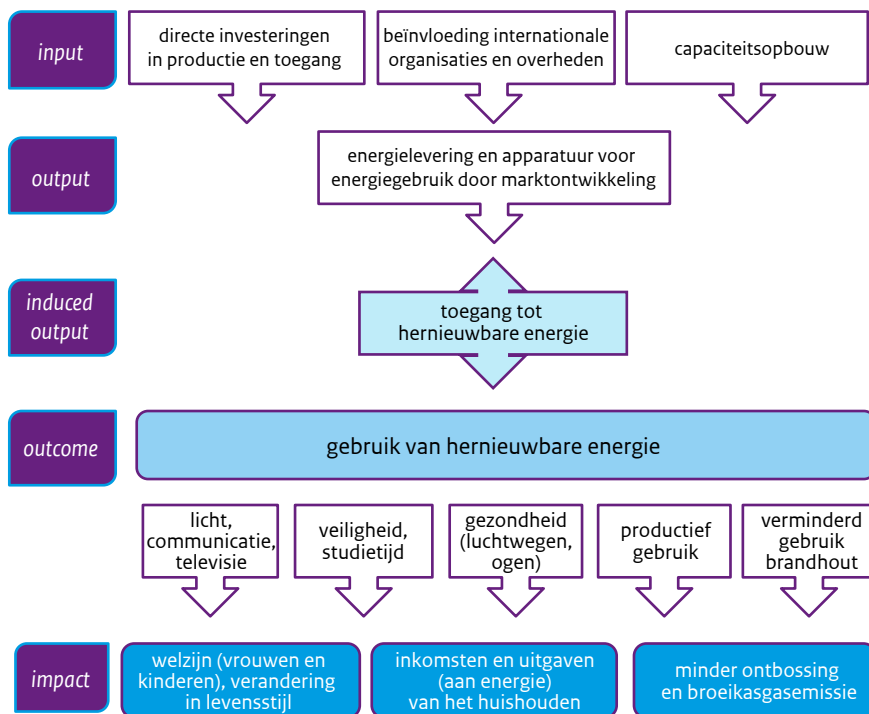 input
directe investeringen
in productie en toegang
beïnvloeding internationale
organisaties en overheden
capaciteitsopbouw
output
energielevering en apparatuur voor
energiegebruik door marktontwikkeling
induced
output
toegang tot
hernieuwbare energie
outcome
gebruik van hernieuwbare energie
licht,
communicatie,
televisie
veiligheid,
studietijd
gezondheid
(luchtwegen,
ogen)
productief
gebruik
verminderd
gebruik
brandhout
impact
welzijn (vrouwen en
kinderen), verandering
in levensstijl
inkomsten en uitgaven
(aan energie)
van het huishouden
minder ontbossing
en broeikasgasemissie